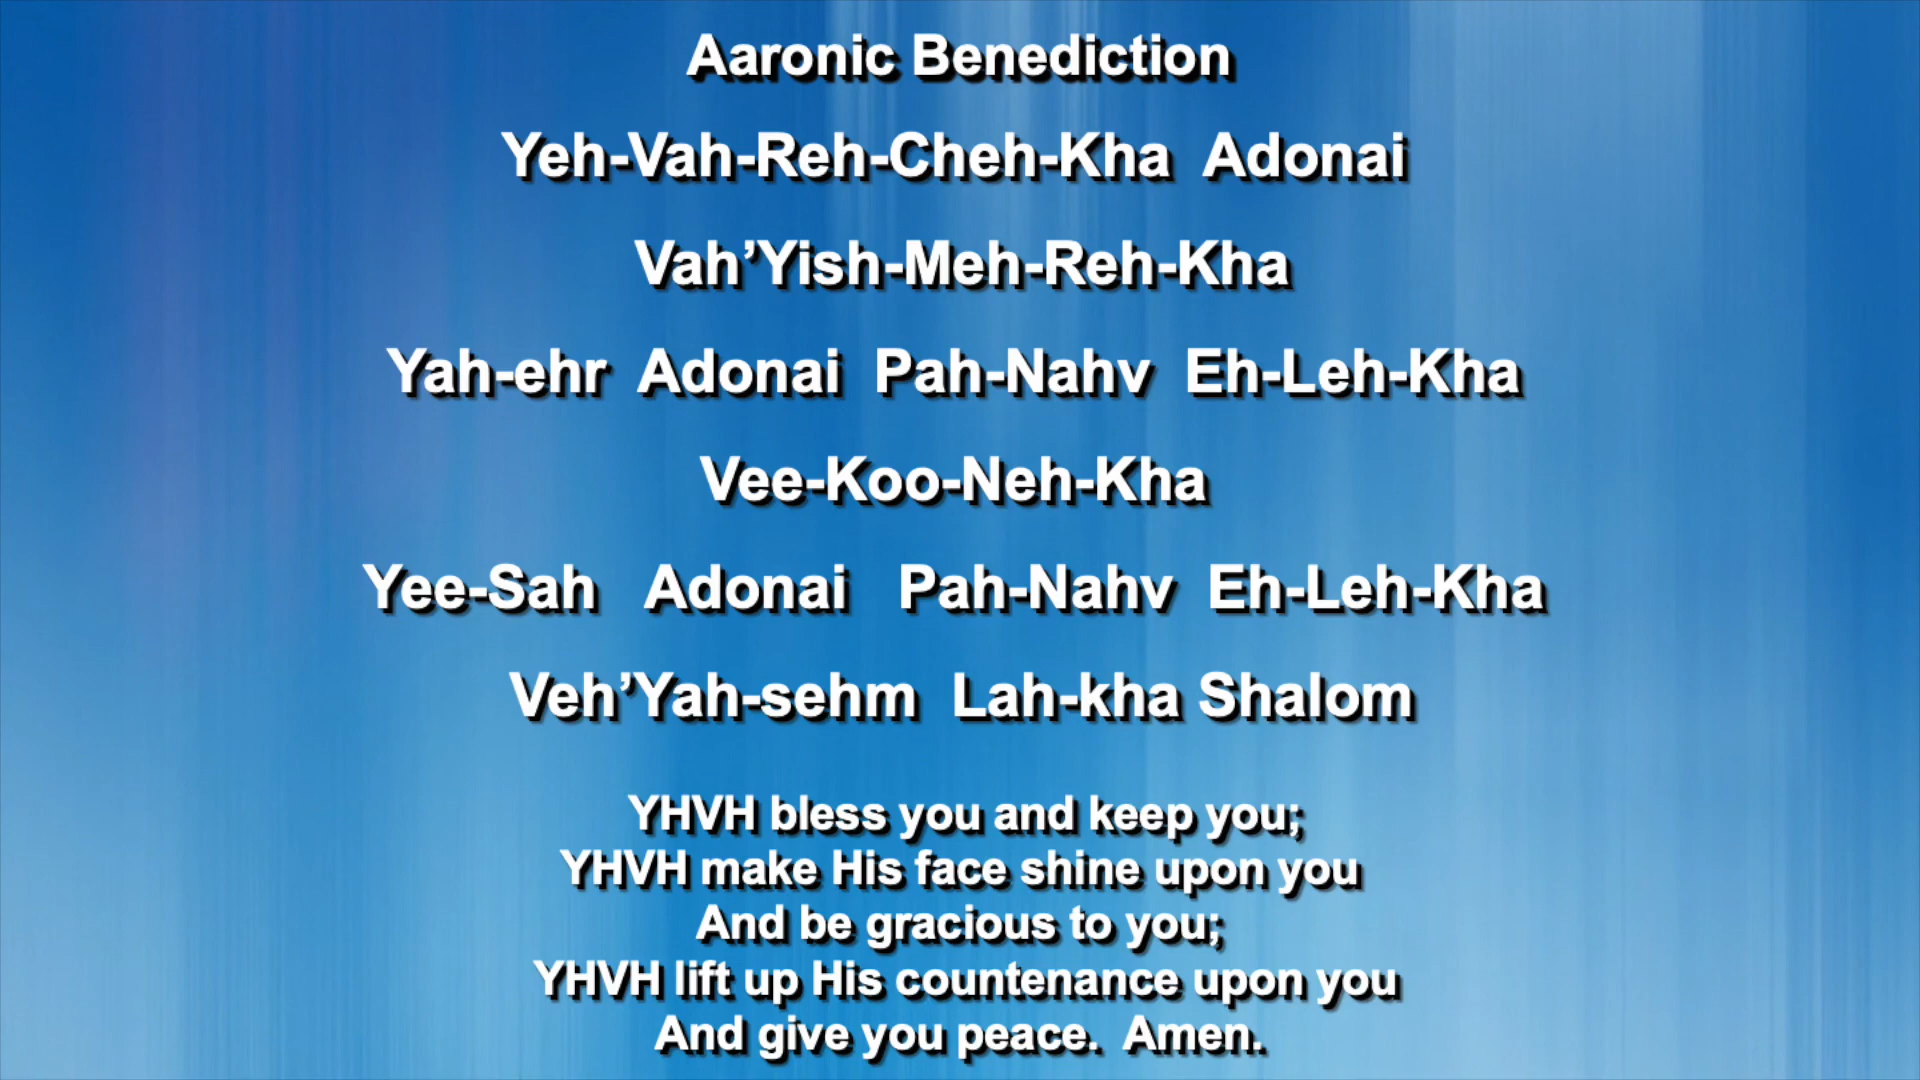 Aaronic Benediction
Yeh-Vah-Reh-Cheh-Kha Adonai
Vah’Yish-Meh-Reh-Kha
Yah-ehr Adonai Pah-Nahv Eh-Leh-Kha
Vee-Koo-Neh-Kha
Yee-Sah Adonai Pah-Nahv Eh-Leh-Kha
Veh’Yah-sehm Lah-kha Shalom
YHVH bless you and keep you;
YHVH make His face shine upon you
And be gracious to you;
YHVH lift up His countenance upon you
And give you peace. Amen.